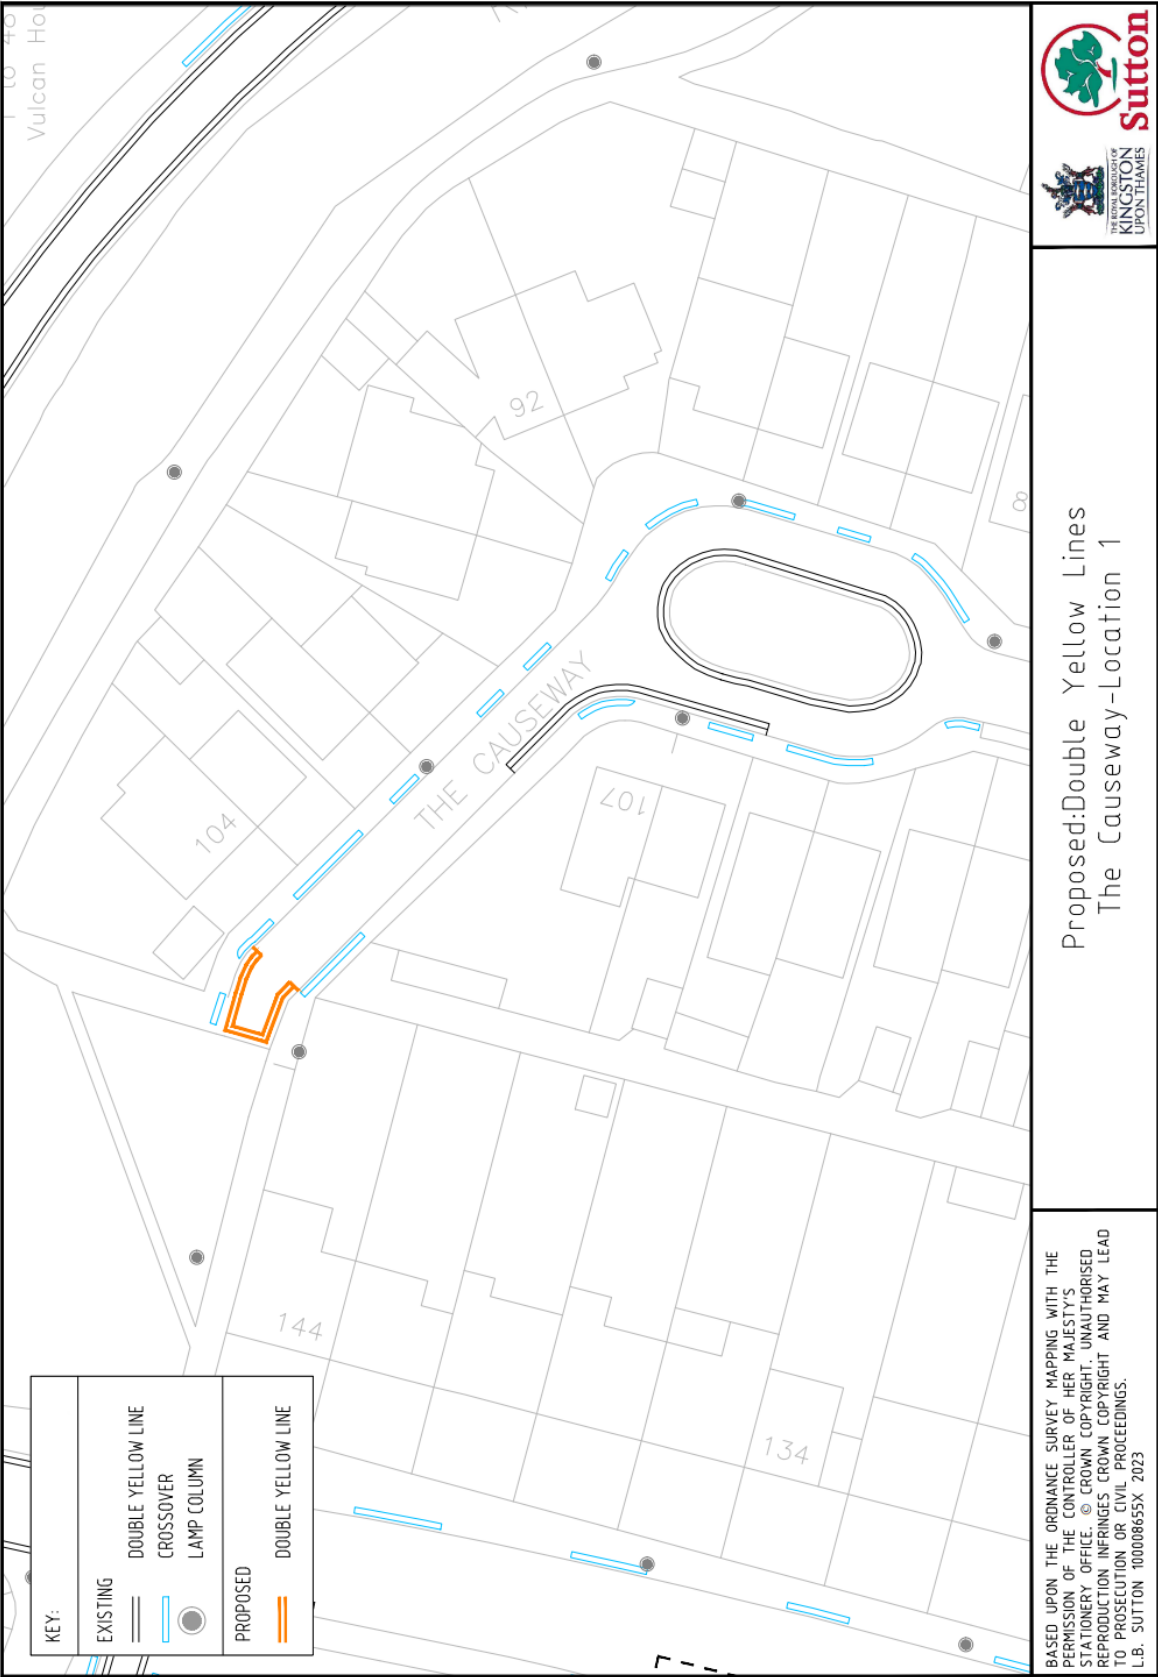 KEY:
EXISTING
DOUBLE YELLOW LINE
CROSSOVER
LAMP COLUMN
PROPOSED
DOUBLE YELLOW LINE
Vulcan Hou
92
104
THE CAUSEWAY
107
8
144
134
BASED UPON THE ORDNANCE SURVEY MAPPING WITH THE
PERMISSION OF THE CONTROLLER OF HER MAJESTY'S
STATIONERY OFFICE. © CROWN COPYRIGHT. UNAUTHORISED
REPRODUCTION INFRINGES CROWN COPYRIGHT AND MAY LEAD
TO PROSECUTION OR CIVIL PROCEEDINGS.
L.B. SUTTON 100008655X 2023
Proposed:Double Yellow Lines
The Causeway-Location 1
THE ROYAL BOROUGH OF
KINGSTON
UPON THAMES
Sutton